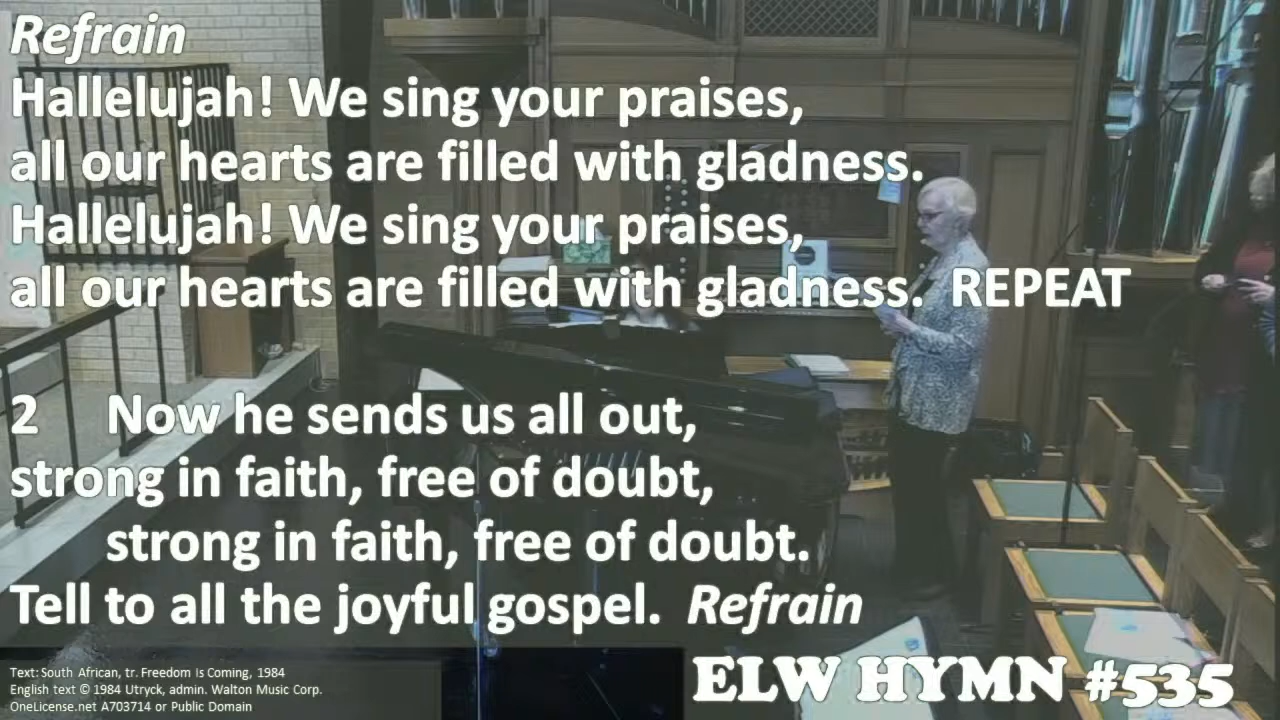 Refrain
Hallelujah! We sing your praises,
all our hearts are filled with gladness.
Hallelujah! We sing your praises,
all our hearts are filled with gladness. REPEAT
2 Now he sends us all out,
strong in faith, free of doubt,
strong in faith, free of doubt.
Tell to all the joyful gospel. Refrain
Text: South African, tr. Freedom Is Coming, 1984
English text © 1984 Utryck, admin. Walton Music Corp.
OneLicense.net A703714 or Public Domain
ELW HYMN #535